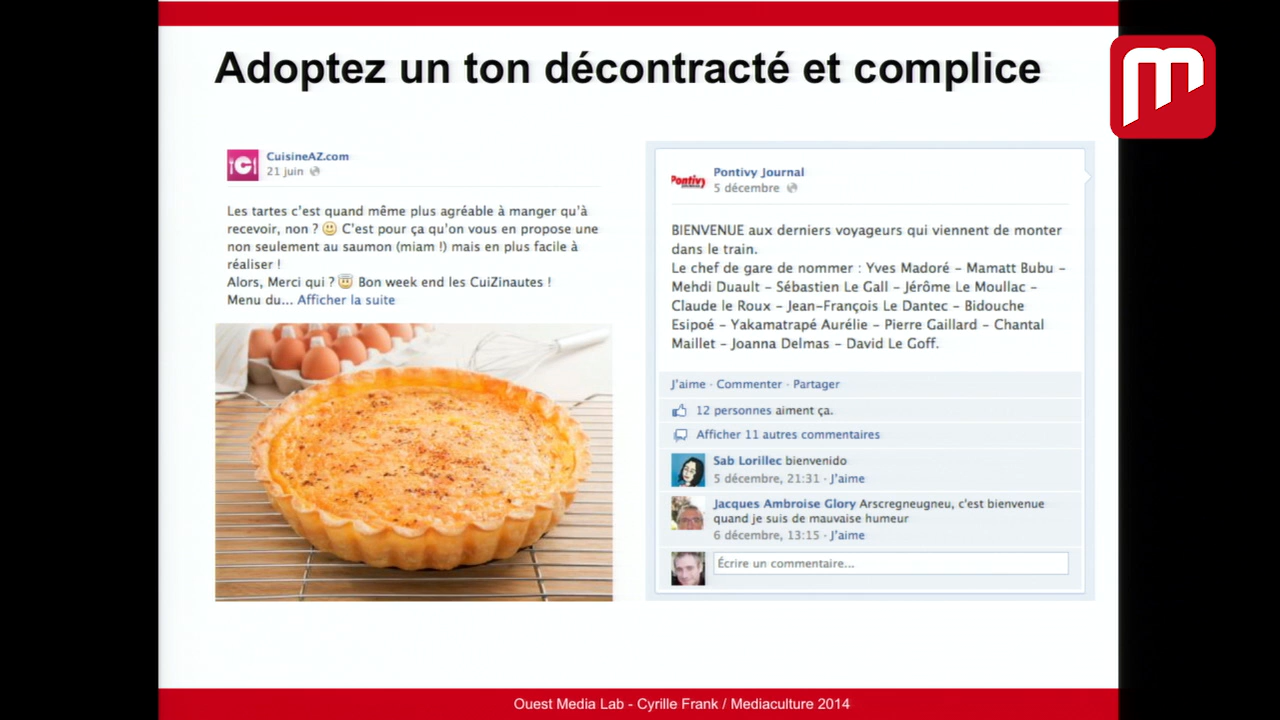 Adoptez un ton décontracté et complice
CuisineAZ.com
21 juin
Les tartes c'est quand même plus agréable à manger qu'à
recevoir, non ? 🙂 C'est pour ça qu'on vous en propose une
non seulement au saumon (miam !) mais en plus facile à
réaliser !
Alors, Merci qui ? 😇 Bon week end les CuiZinautes !
Menu du... Afficher la suite
Pontivy Journal
Pontivy
5 décembre
BIENVENUE aux derniers voyageurs qui viennent de monter
dans le train.
Le chef de gare de nommer : Yves Madoré – Mamatt Bubu –
Mehdi Duault – Sébastien Le Gall – Jérôme Le Moullac –
Claude le Roux – Jean-François Le Dantec – Bidouche
Esipoé – Yakamatrapé Aurélie – Pierre Gaillard – Chantal
Maillet – Joanna Delmas – David Le Goff.
J'aime · Commenter · Partager
12 personnes aiment ça.
Afficher 11 autres commentaires
Sab Lorillec bienvenido
5 décembre, 21:31 · J'aime
Jacques Ambroise Glory Arscregneugneu, c'est bienvenue
quand je suis de mauvaise humeur
6 décembre, 13:15 · J'aime
Écrire un commentaire...
Ouest Media Lab - Cyrille Frank / Mediaculture 2014